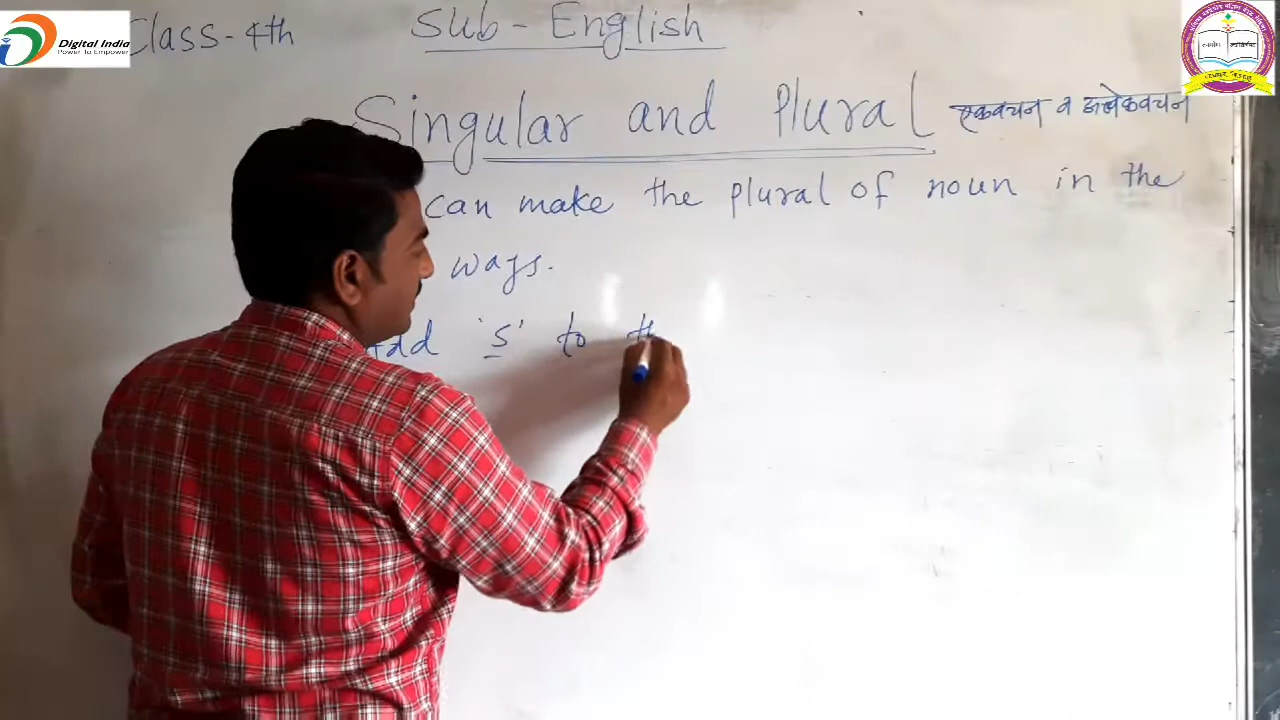 Digital India
Power To Empower
Class-4th
Sub - English
Singular and Plural एकवचन व अनेकवचन
can make the plural of noun in the
ways.
Add 's' to th